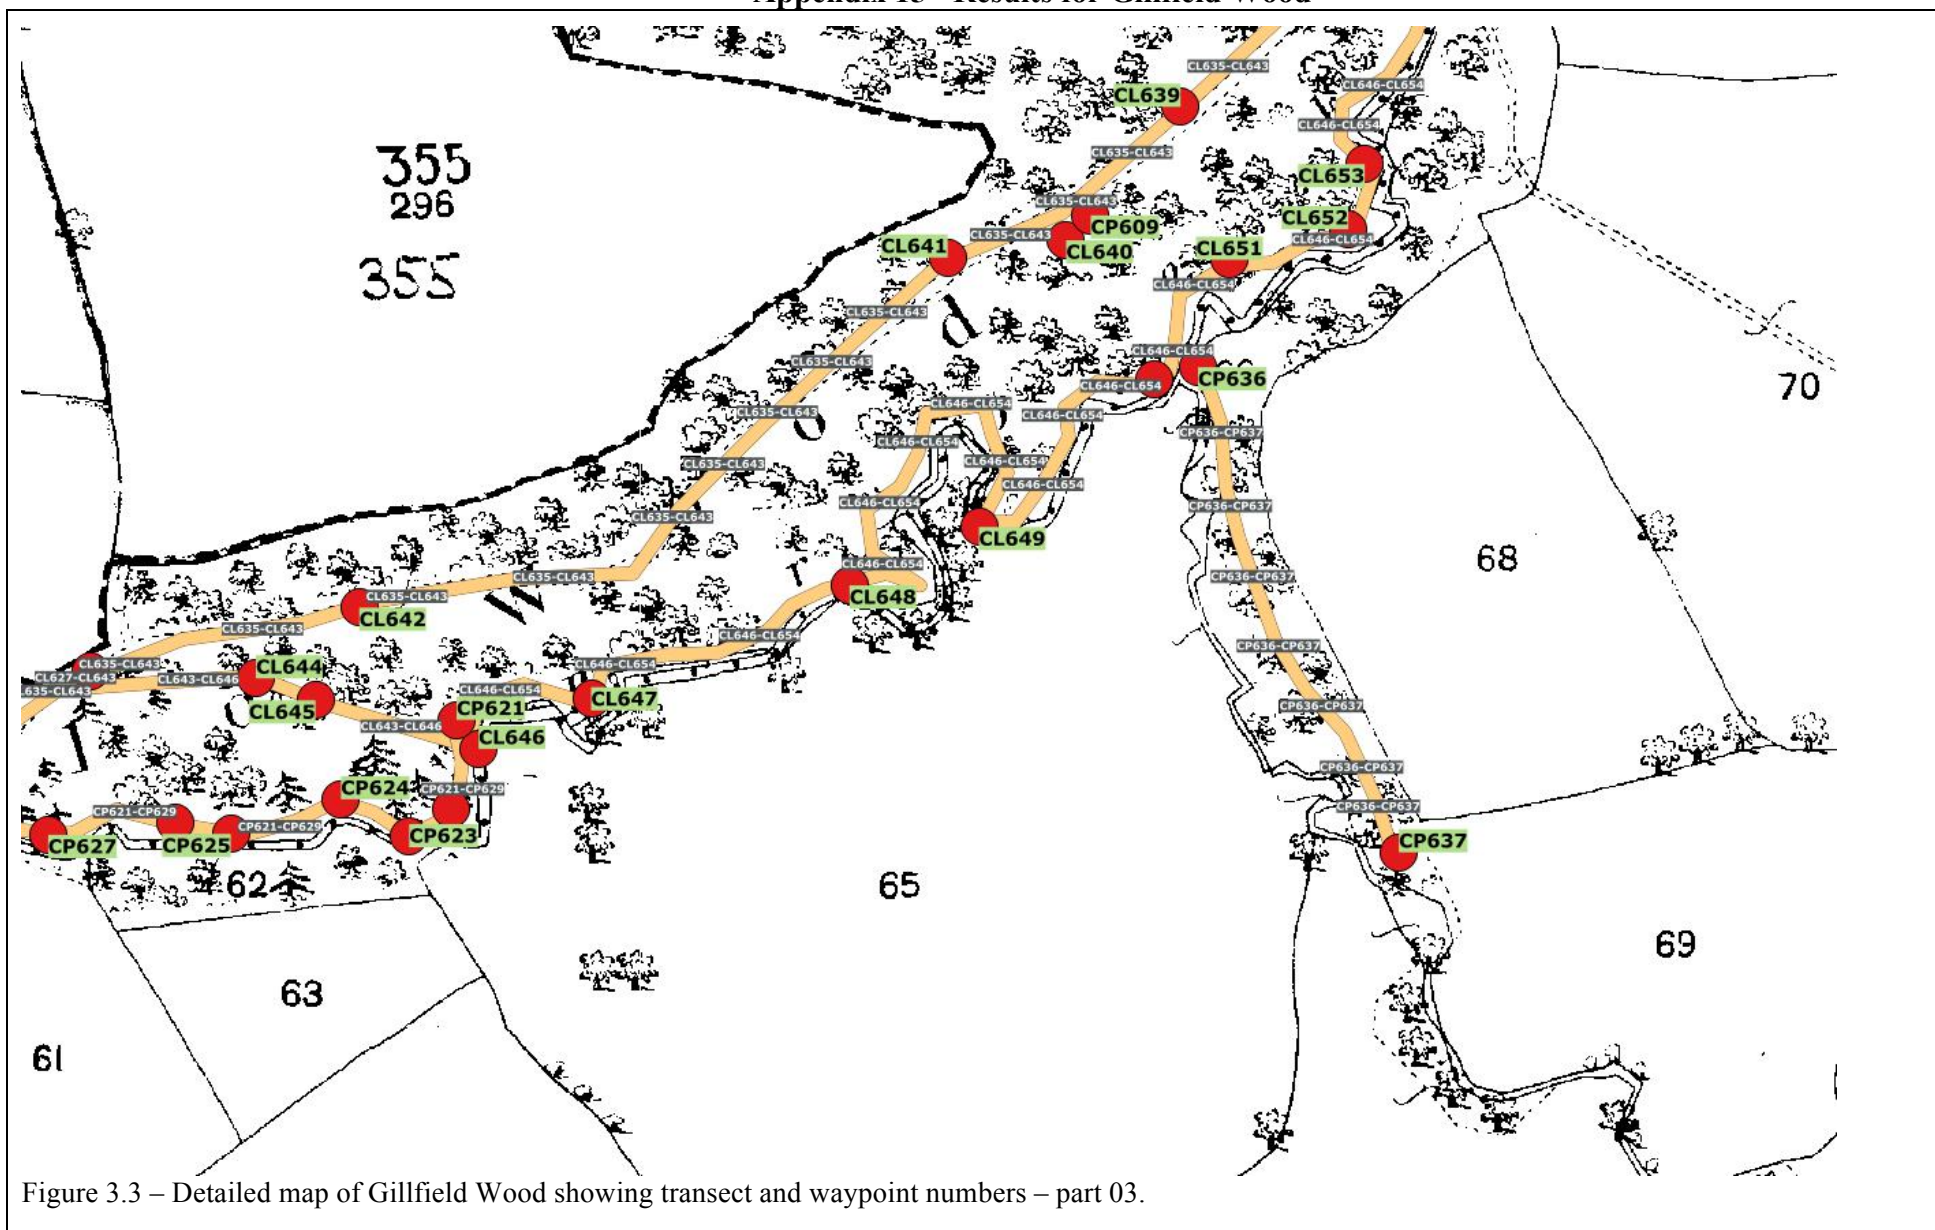 Appendix 15 - Results for Gillfield Wood
CL635-CL643
CL639
CL646-CL654
CL646-CL654
CL635-CL643
355
296
355
CL653
CL635-CL643
CL652
CP609
CL635-CL643
CL646-CL654
CL641
CL640
CL651
CL646-CL654
d
CL635-CL643
CL646-CL654
CL635-CL643
CP636
CL646-CL654
70
CL646-CL654
CL635-CL643
CL646-CL654
o
CL646-CL654
CP636-CP637
CL635-CL643
CL646-CL654
CL646-CL654
CL646-CL654
CP636-CP637
CL635-CL643
CL649
68
CL646-CL654
CL635-CL643
CP636-CP637
CL648
CL635-CL643
CL642
W
CL635-CL643
CL646-CL654
CP636-CP637
CL635-CL643
CL644
CL646-CL654
CL627-CL643
CL643-CL646
CL635-CL643
CL646-CL654
CL647
CL645
CP621
CP636-CP637
CL643-CL646
CL646
CP636-CP637
CP624
CP621-CP629
CP636-CP637
CP621-CP629
CP621-CP629
CP623
CP637
CP627
CP625
62
65
69
63
61
Figure 3.3 – Detailed map of Gillfield Wood showing transect and waypoint numbers – part 03.